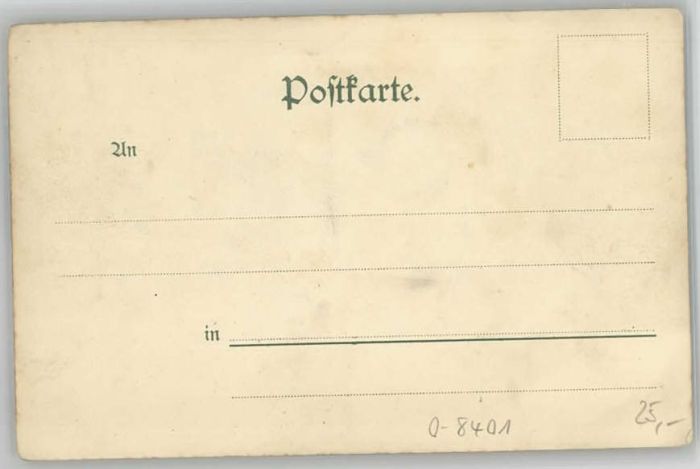 Poſtkarte.
An
in
0-8401
25,-